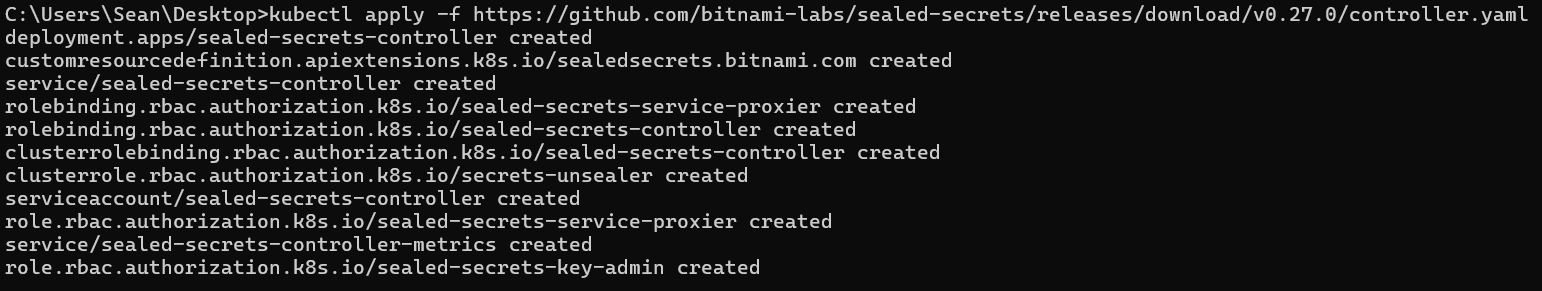 C:\Users\Sean\Desktop>kubectl apply -f https://github.com/bitnami-labs/sealed-secrets/releases/download/v0.27.0/controller.yaml
deployment.apps/sealed-secrets-controller created
customresourcedefinition.apiextensions.k8s.io/sealedsecrets.bitnami.com created
service/sealed-secrets-controller created
rolebinding.rbac.authorization.k8s.io/sealed-secrets-service-proxier created
rolebinding.rbac.authorization.k8s.io/sealed-secrets-controller created
clusterrolebinding.rbac.authorization.k8s.io/sealed-secrets-controller created
clusterrole.rbac.authorization.k8s.io/secrets-unsealer created
serviceaccount/sealed-secrets-controller created
role.rbac.authorization.k8s.io/sealed-secrets-service-proxier created
service/sealed-secrets-controller-metrics created
role.rbac.authorization.k8s.io/sealed-secrets-key-admin created